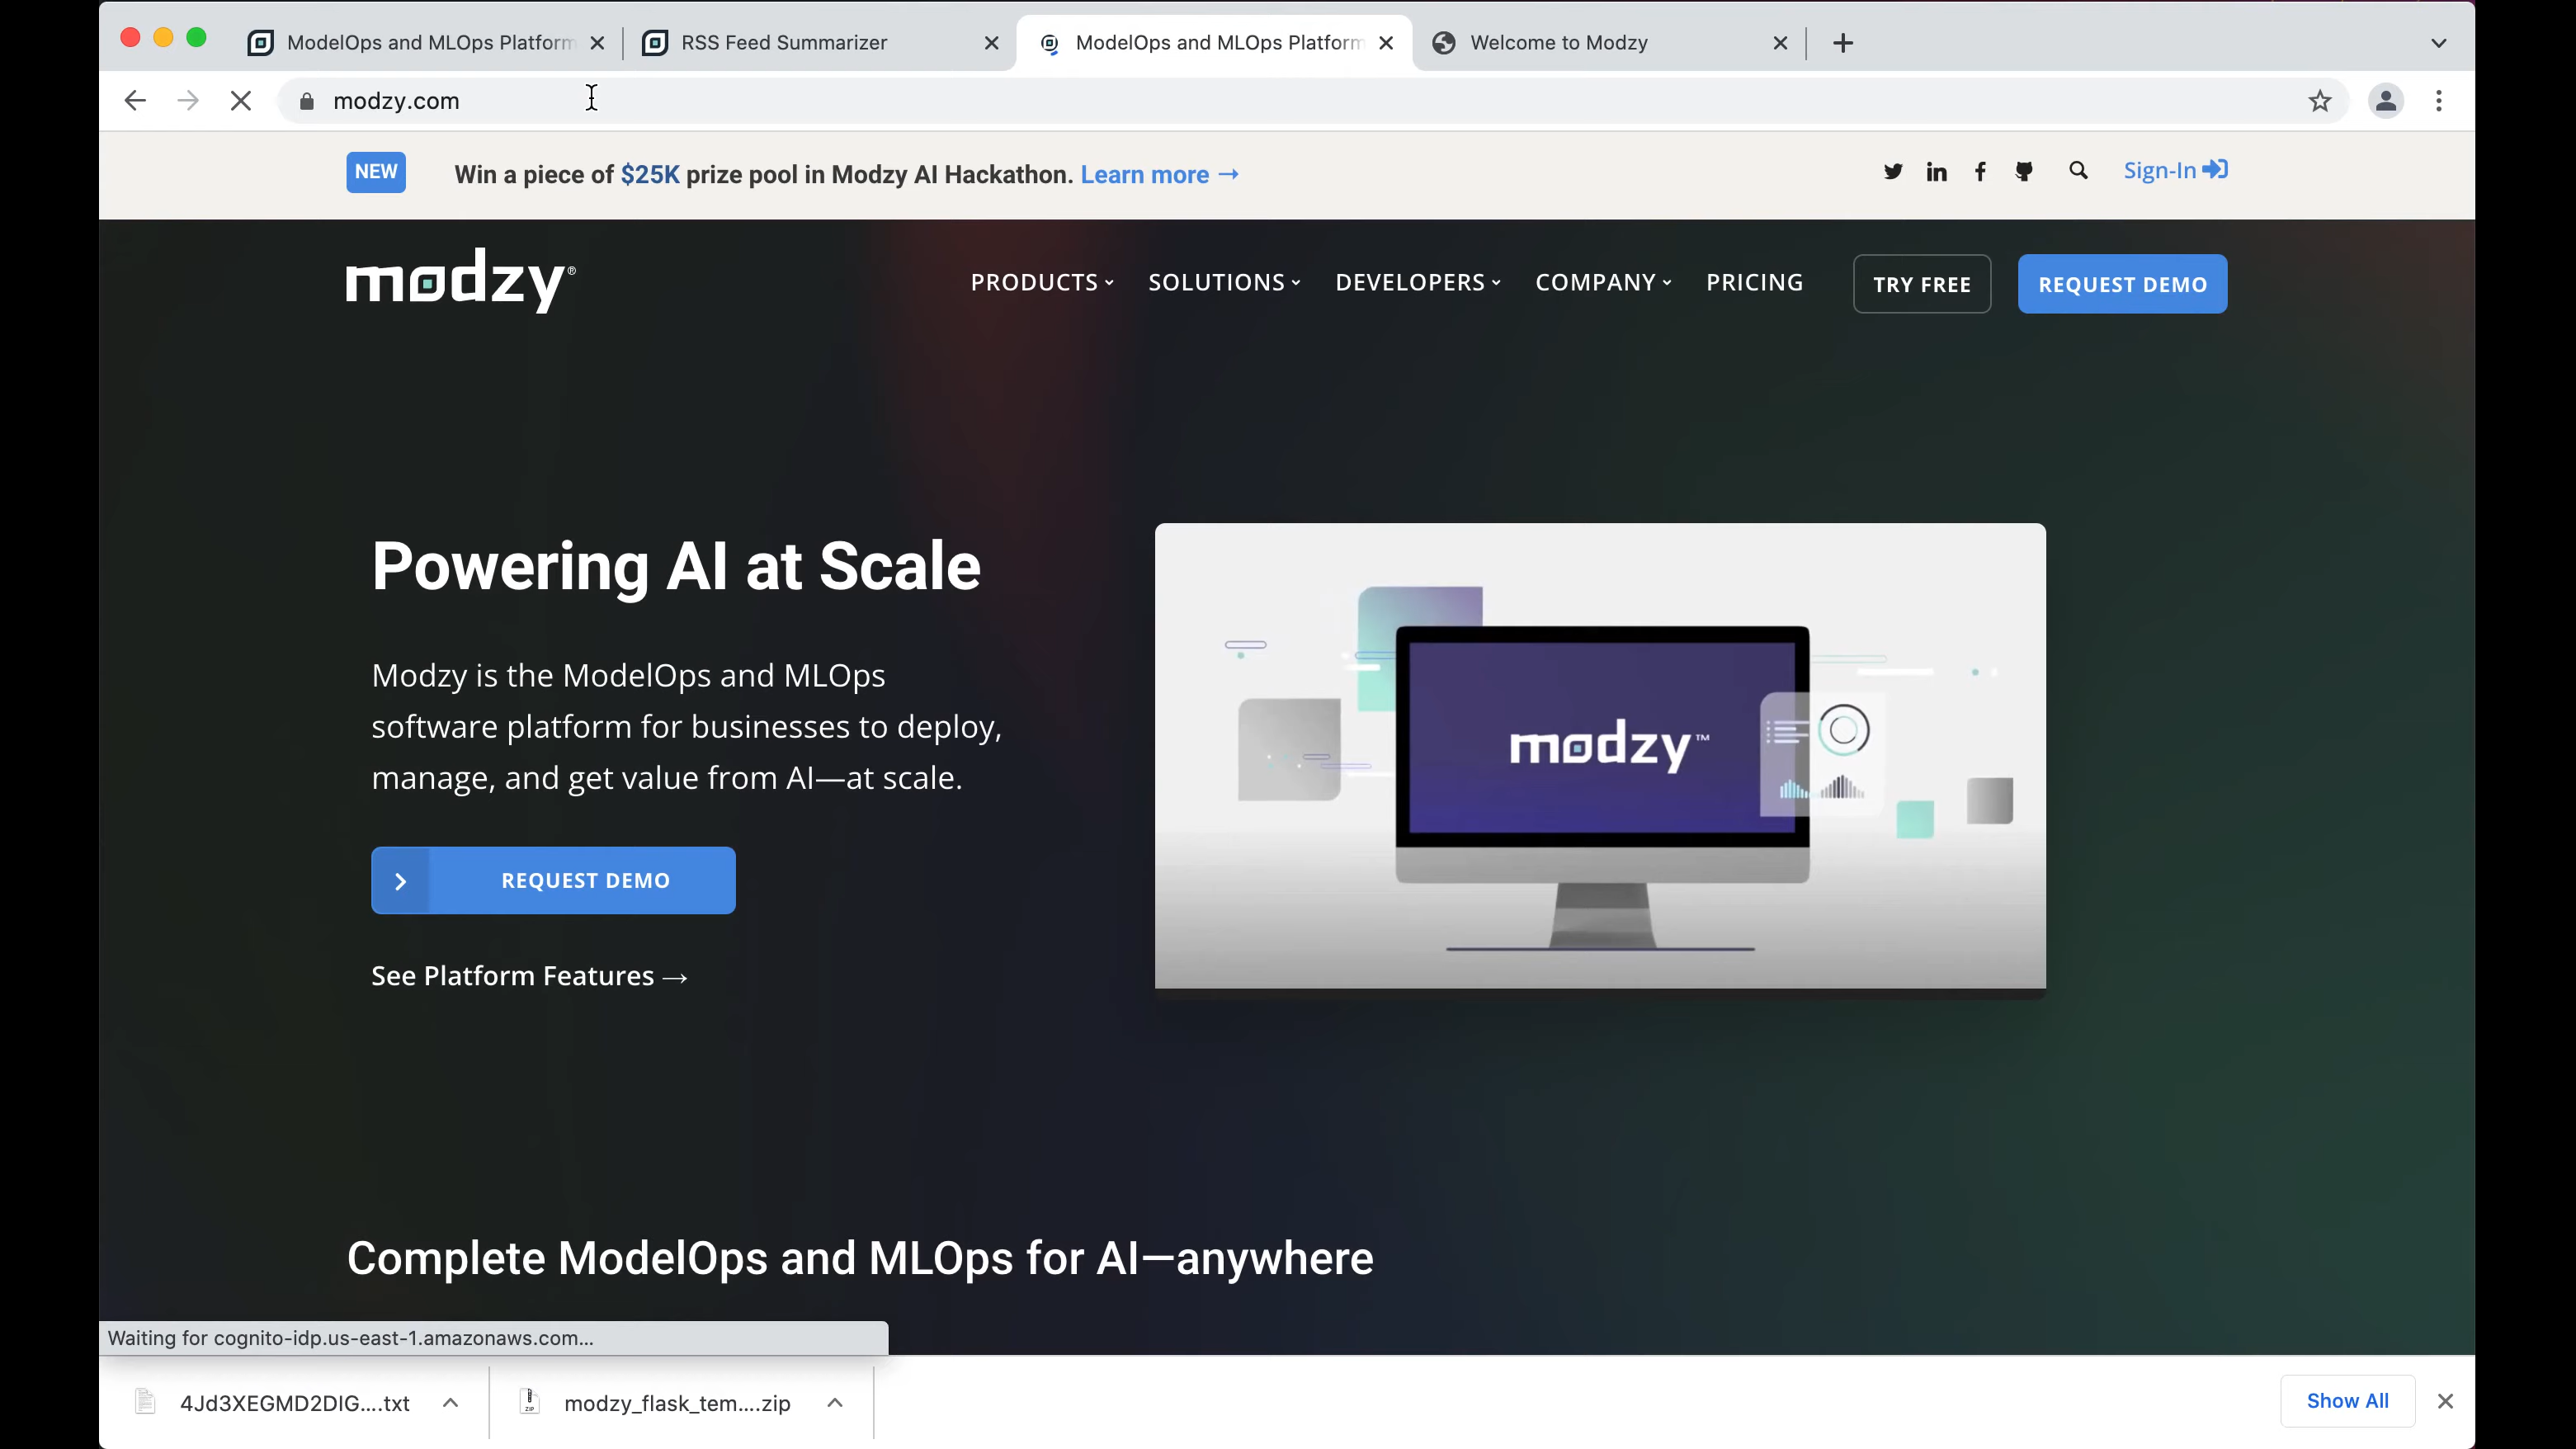 ModelOps and MLOps Platform
RSS Feed Summarizer
ModelOps and MLOps Platform
Welcome to Modzy
modzy.com
NEW
Win a piece of $25K prize pool in Modzy AI Hackathon. Learn more →
Sign-In
modzy®
PRODUCTS
SOLUTIONS
DEVELOPERS
COMPANY
PRICING
TRY FREE
REQUEST DEMO
Powering AI at Scale
Modzy is the ModelOps and MLOps
software platform for businesses to deploy,
manage, and get value from AI—at scale.
REQUEST DEMO
See Platform Features →
modzy™
Complete ModelOps and MLOps for AI—anywhere
Waiting for cognito-idp.us-east-1.amazonaws.com...
4Jd3XEGMD2DIG....txt
modzy_flask_tem....zip
Show All